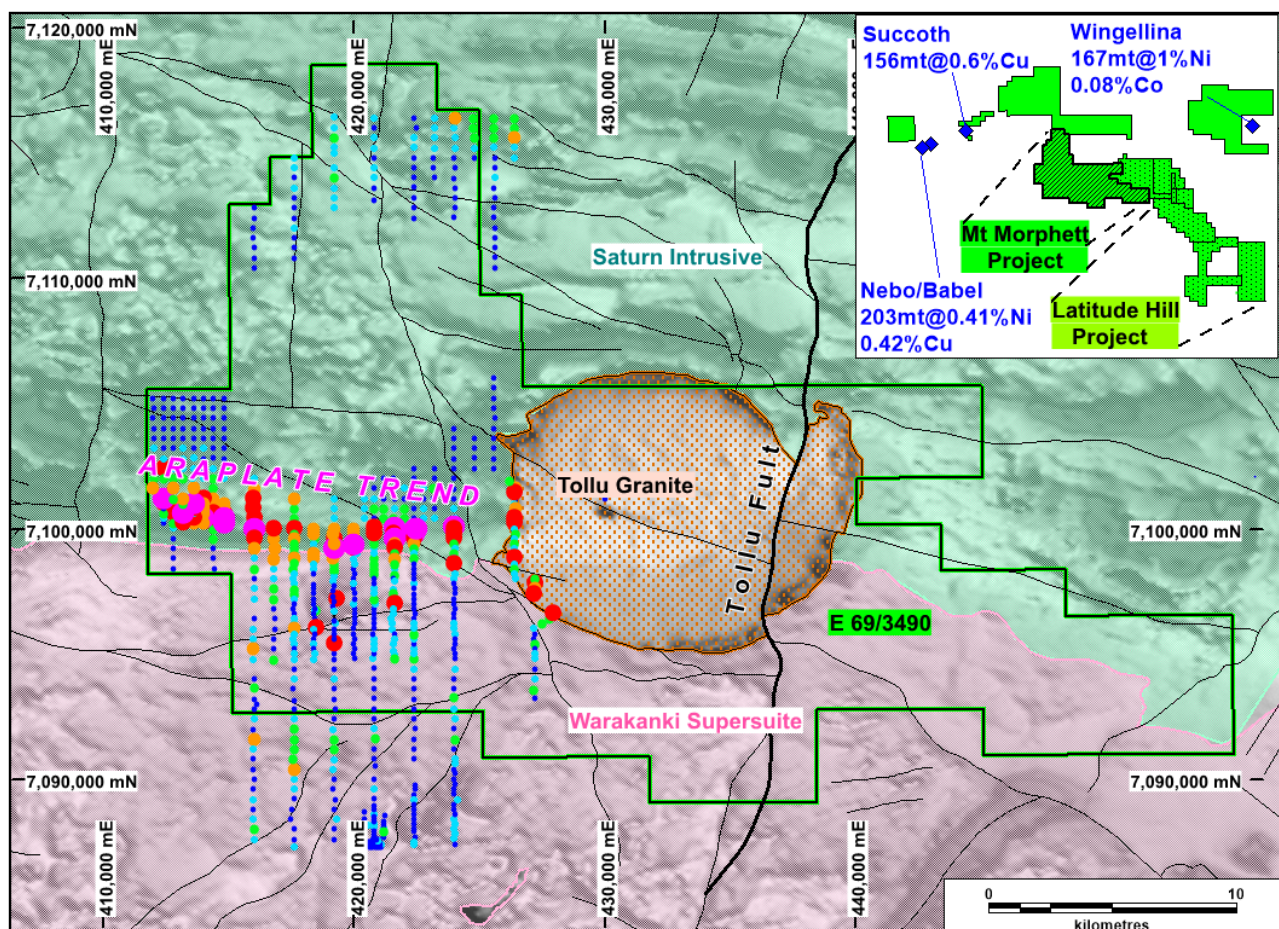 7,120,000 mN
410,000 mE
420,000 mE
430,000 mE
Succoth
156mt@0.6%Cu
Wingellina
167mt@1%Ni
0.08%Co
Mt Morphett
Project
Nebo/Babel
203mt@0.41%Ni
0.42%Cu
Latitude Hill
Project
Saturn Intrusive
7,110,000 mN
ARAPLATE TREND
Tollu Granite
Tollu Fult
7,100,000 mN
7,100,000 mN
E 69/3490
Warakanki Supersuite
7,090,000 mN
7,090,000 mN
410,000 mE
420,000 mE
430,000 mE
440,000 mE
0
10
kilometres